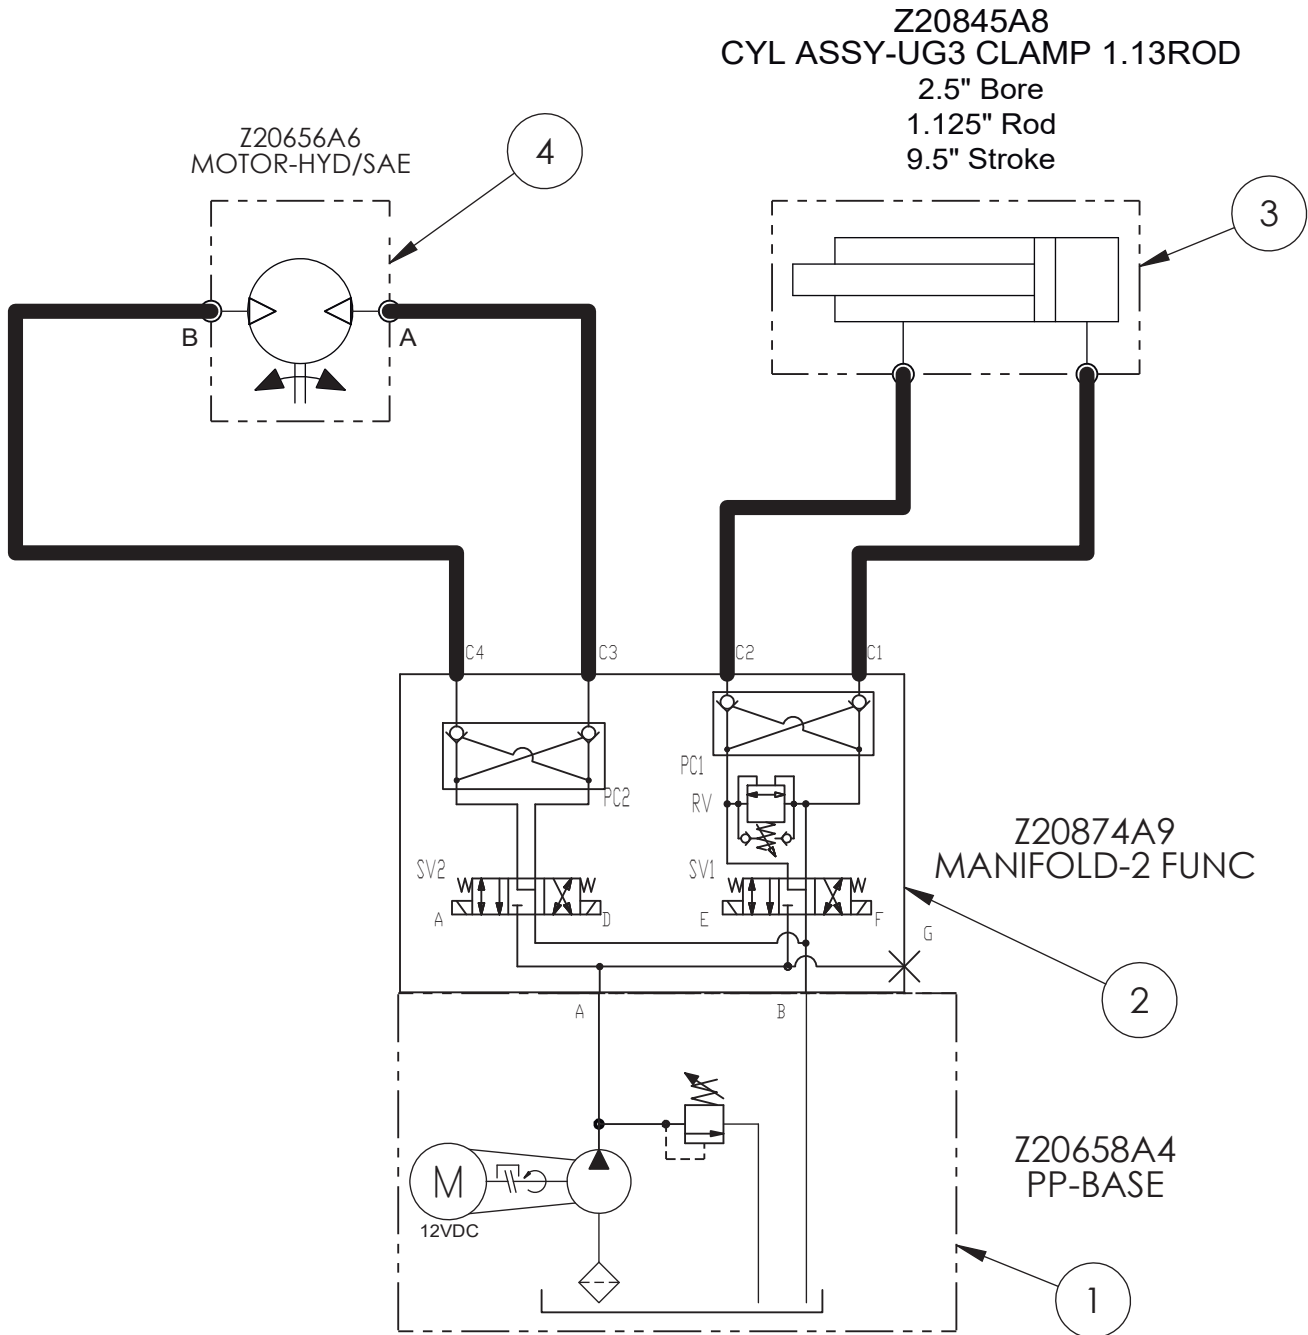 Z20845A8
CYL ASSY-UG3 CLAMP 1.13ROD
2.5" Bore
1.125" Rod
9.5" Stroke
Z20656A6
MOTOR-HYD/SAE
4
3
B
A
C4
C3
C2
C1
PC1
PC2
RV
Z20874A9
MANIFOLD-2 FUNC
SV2
SV1
A
D
E
F
G
2
A
B
Z20658A4
PP-BASE
M
12VDC
1